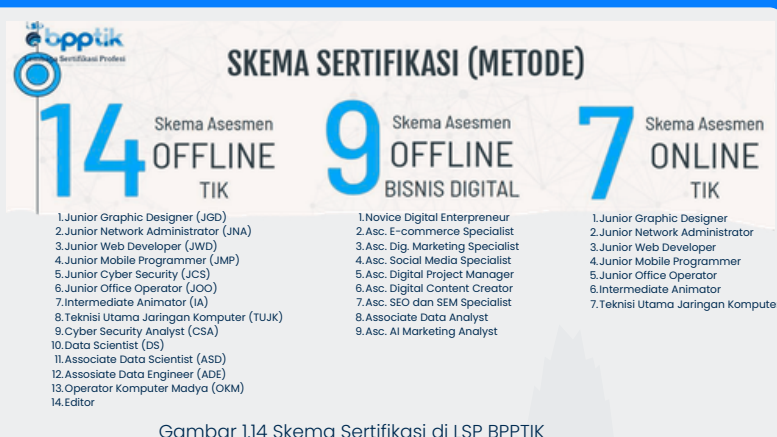 LSP
bpptik
Lembaga Sertifikasi Profesi
SKEMA SERTIFIKASI (METODE)
14
Skema Asesmen
OFFLINE
TIK
1.Junior Graphic Designer (JGD)
2.Junior Network Administrator (JNA)
3.Junior Web Developer (JWD)
4.Junior Mobile Programmer (JMP)
5.Junior Cyber Security (JCS)
6.Junior Office Operator (JOO)
7.Intermediate Animator (IA)
8.Teknisi Utama Jaringan Komputer (TUJK)
9.Cyber Security Analyst (CSA)
10.Data Scientist (DS)
11.Associate Data Scientist (ASD)
12.Assosiate Data Engineer (ADE)
13.Operator Komputer Madya (OKM)
14.Editor
9
Skema Asesmen
OFFLINE
BISNIS DIGITAL
1.Novice Digital Enterpreneur
2.Asc. E-commerce Specialist
3.Asc. Dig. Marketing Specialist
4.Asc. Social Media Specialist
5.Asc. Digital Project Manager
6.Asc. Digital Content Creator
7.Asc. SEO dan SEM Specialist
8.Associate Data Analyst
9.Asc. AI Marketing Analyst
7
Skema Asesmen
ONLINE
TIK
1.Junior Graphic Designer
2.Junior Network Administrator
3.Junior Web Developer
4.Junior Mobile Programmer
5.Junior Office Operator
6.Intermediate Animator
7.Teknisi Utama Jaringan Kompute
Gambar 1.14 Skema Sertifikasi di LSP BPPTIK